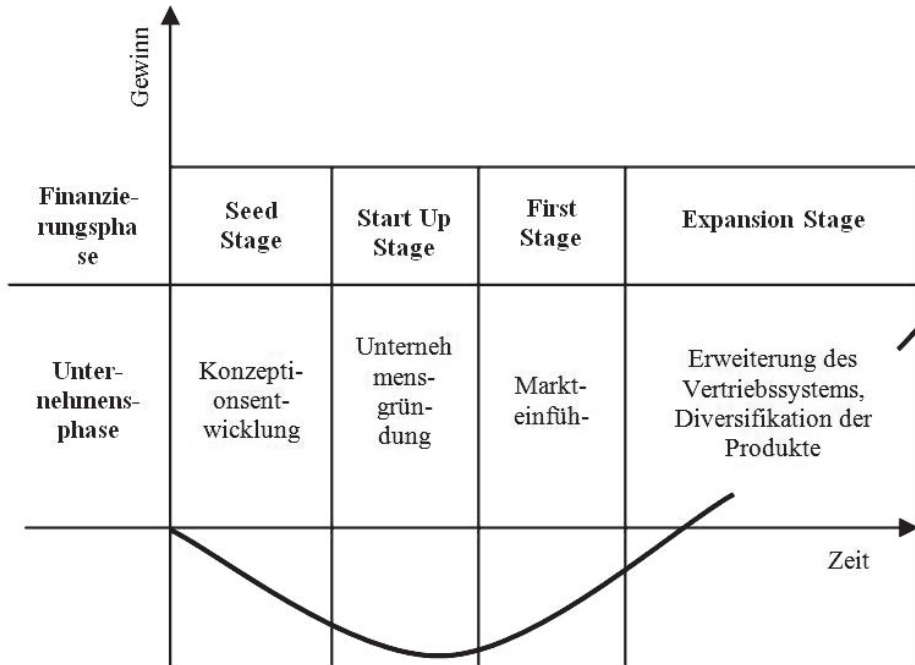 Gewinn
Finanzie-
rungspha
se
Seed
Stage
Start Up
Stage
First
Stage
Expansion Stage
Unter-
nehmens-
phase
Konzepti-
onsent-
wicklung
Unterneh
mens-
grün-
dung
Markt-
einfüh-
Erweiterung des
Vertriebssystems,
Diversifikation der
Produkte
Zeit